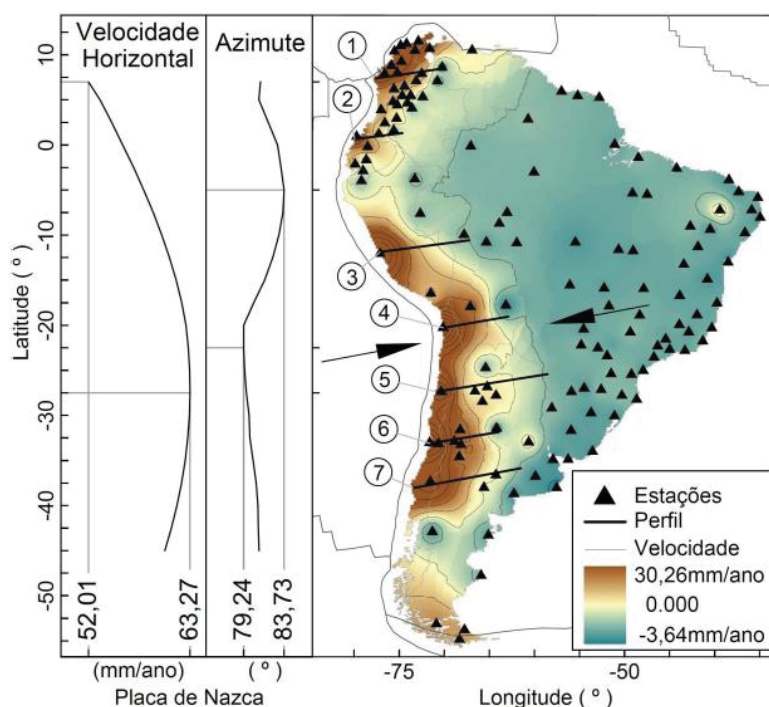 Velocidade
Horizontal
Azimute
Latitude ( º )
10
0
-10
-20
-30
-40
-50
52,01
63,27
79,24
83,73
(mm/ano)
( º )
Placa de Nazca
1
2
3
4
5
6
7
Estações
Perfil
Velocidade
30,26mm/ano
0.000
-3,64mm/ano
-75
-50
Longitude ( º )